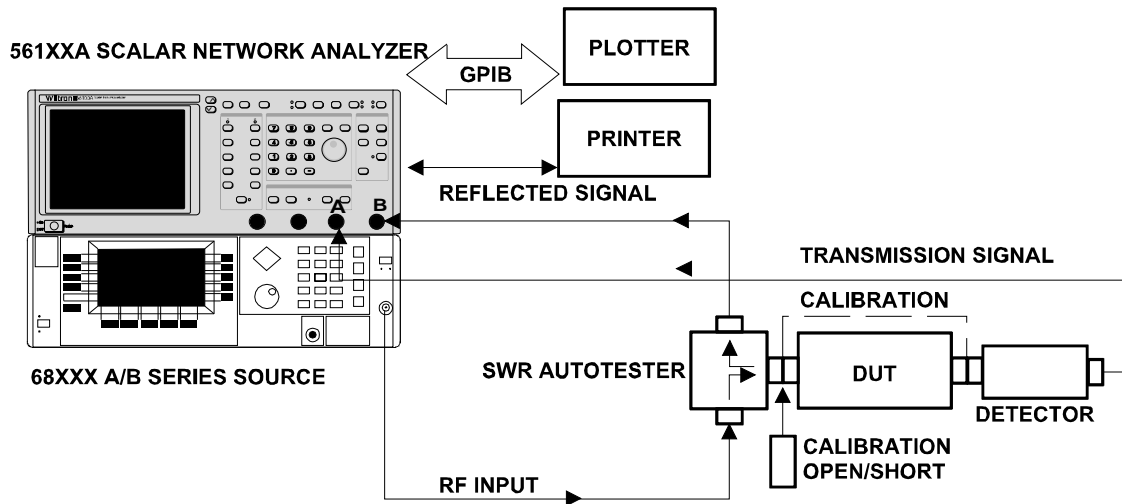 561XXA SCALAR NETWORK ANALYZER
GPIB
PLOTTER
PRINTER
Wiltron
REFLECTED SIGNAL
A
B
TRANSMISSION SIGNAL
CALIBRATION
SWR AUTOTESTER
DUT
DETECTOR
68XXX A/B SERIES SOURCE
CALIBRATION
OPEN/SHORT
RF INPUT